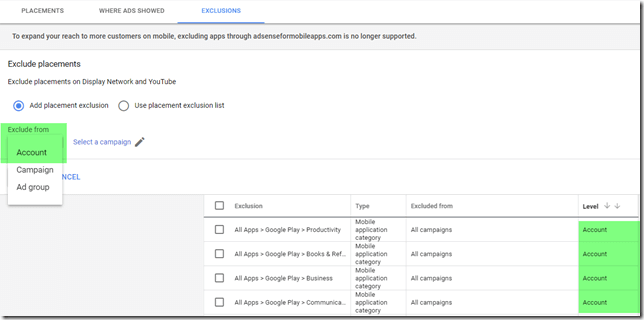 PLACEMENTS WHERE ADS SHOWED EXCLUSIONS
To expand your reach to more customers on mobile, excluding apps through adsenseformobileapps.com is no longer supported.
Exclude placements
Exclude placements on Display Network and YouTube
Add placement exclusion Use placement exclusion list
Exclude from
Account
Campaign
Ad group
Select a campaign
NCEL
Exclusion Type Excluded from Level
All Apps > Google Play > Productivity Mobile application category All campaigns Account
All Apps > Google Play > Books & Ref... Mobile application category All campaigns Account
All Apps > Google Play > Business Mobile application category All campaigns Account
All Apps > Google Play > Communica... Mobile application category All campaigns Account